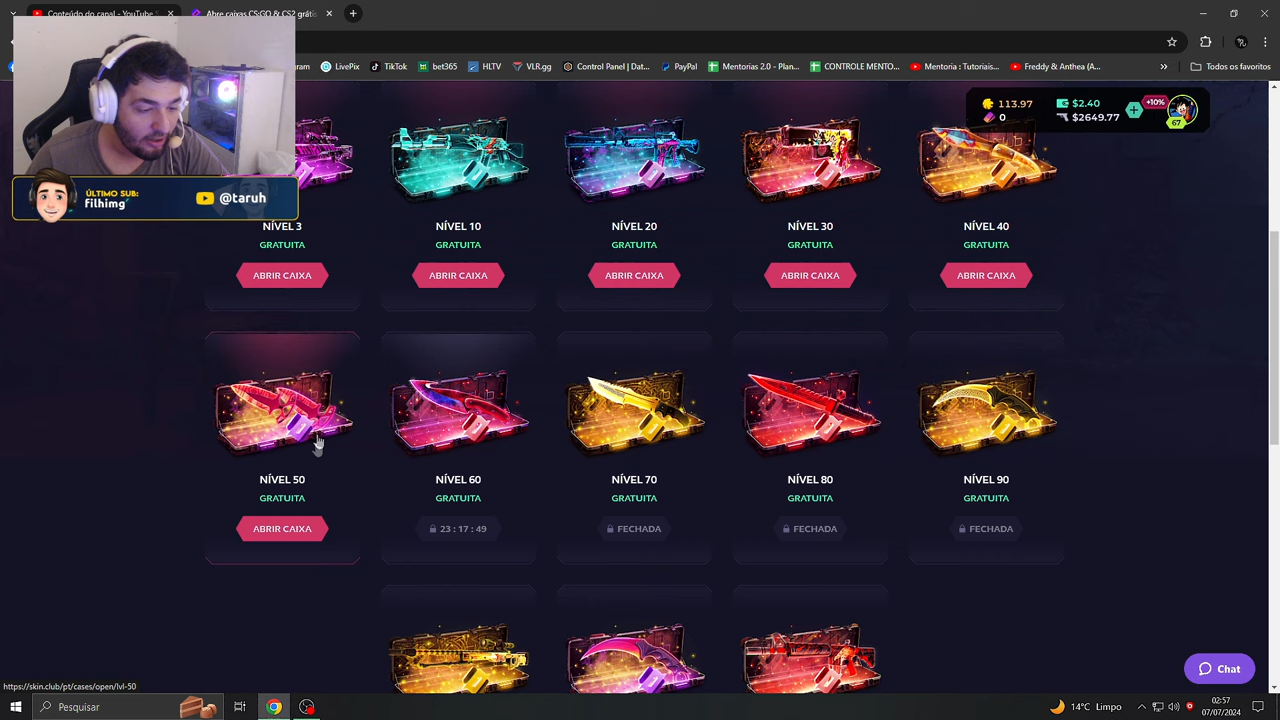 Conteúdo do canal - YouTube S
Abre caixas CS:GO & CS2 grátis
gram
LivePix
TikTok
bet365
HLTV
VLR.gg
Control Panel | Dat...
PayPal
Mentorias 2.0 - Plan...
CONTROLE MENTO...
Mentoria : Tutoriais...
Freddy & Anthea (A...
Todos os favoritos
113.97
$2.40
+10%
0
$2649.77
67
ÚLTIMO SUB:
filhimg
@taruh
NÍVEL 3
GRATUITA
ABRIR CAIXA
NÍVEL 10
GRATUITA
ABRIR CAIXA
NÍVEL 20
GRATUITA
ABRIR CAIXA
NÍVEL 30
GRATUITA
ABRIR CAIXA
NÍVEL 40
GRATUITA
ABRIR CAIXA
NÍVEL 50
GRATUITA
ABRIR CAIXA
NÍVEL 60
GRATUITA
23 : 17 : 49
NÍVEL 70
GRATUITA
FECHADA
NÍVEL 80
GRATUITA
FECHADA
NÍVEL 90
GRATUITA
FECHADA
Chat
https://skin.club/pt/cases/open/lvl-50
Pesquisar
14°C Limpo
02:57
07/07/2024